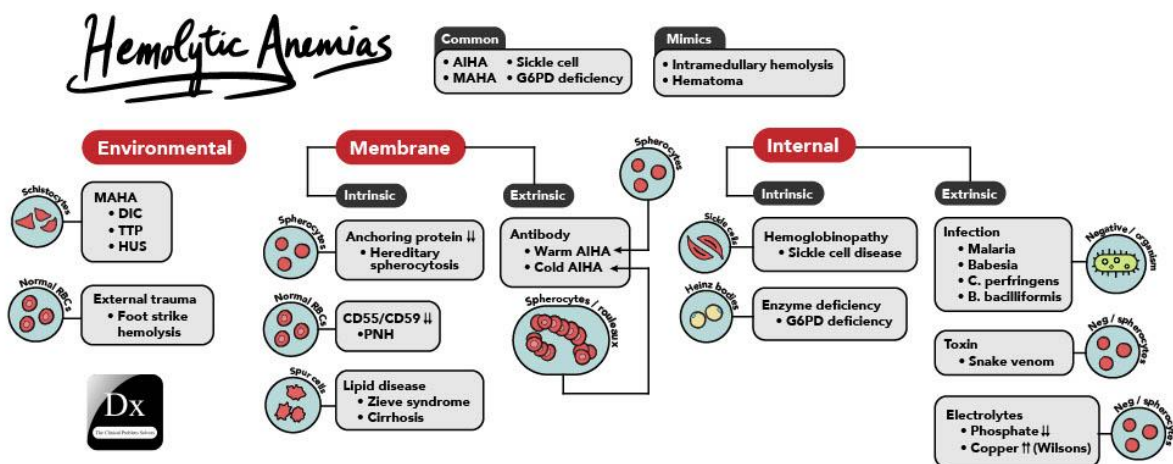 Hemolytic Anemias
Common
• AIHA • Sickle cell
• MAHA • G6PD deficiency
Mimics
• Intramedullary hemolysis
• Hematoma
Environmental
Schistocytes
MAHA
• DIC
• TTP
• HUS
Normal RBCs
External trauma
• Foot strike
hemolysis
Dx
The Clinical Problem Solvers
Membrane
Intrinsic
Spherocytes
Anchoring protein ↓↓
• Hereditary
spherocytosis
Normal RBCs
CD55/CD59 ↓↓
•PNH
Spur cells
Lipid disease
• Zieve syndrome
• Cirrhosis
Extrinsic
Spherocytes
Antibody
• Warm AIHA
• Cold AIHA
Spherocytes / rouleaux
Internal
Intrinsic
Sickle cells
Hemoglobinopathy
• Sickle cell disease
Heinz bodies
Enzyme deficiency
• G6PD deficiency
Extrinsic
Infection
• Malaria
• Babesia
• C. perfringens
• B. bacilliformis
Negative / organism
Toxin
• Snake venom
Neg / spherocytes
Electrolytes
• Phosphate ↓↓
• Copper ↑↑ (Wilsons)
Neg / spherocytes